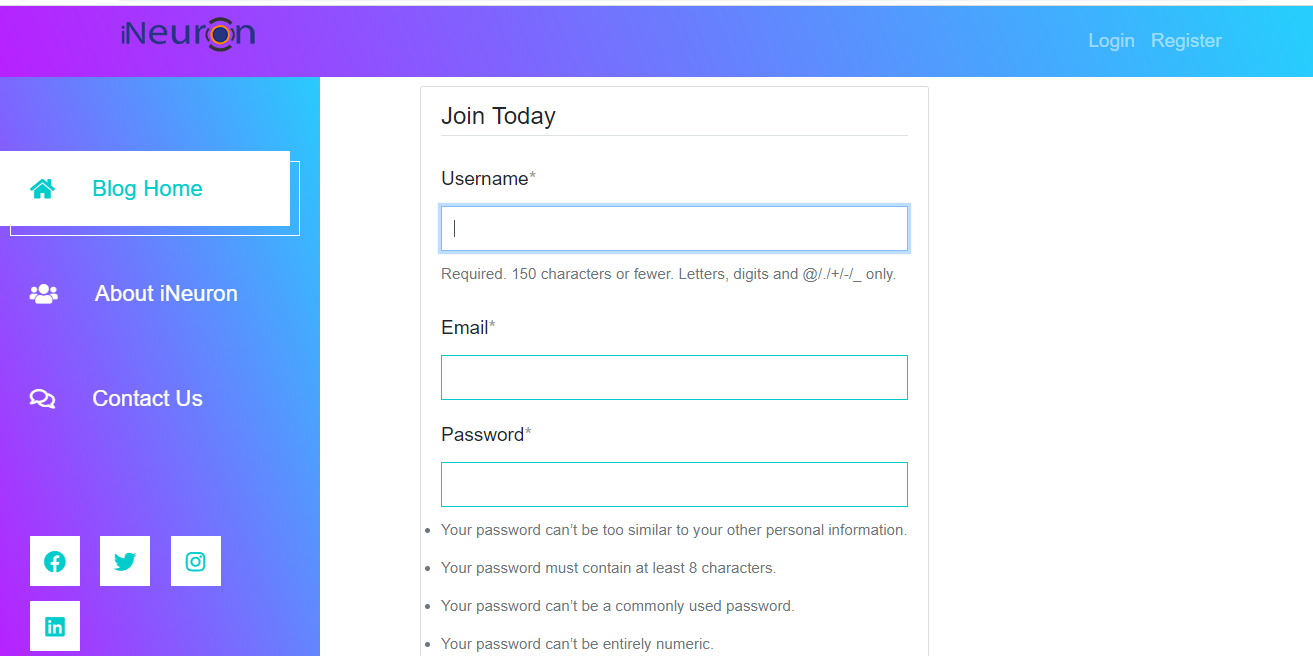 iNeuron
Login Register
Blog Home
About iNeuron
Contact Us
Join Today
Username*
Required. 150 characters or fewer. Letters, digits and @/./+/-/_ only.
Email*
Password*
• Your password can’t be too similar to your other personal information.
• Your password must contain at least 8 characters.
• Your password can’t be a commonly used password.
• Your password can’t be entirely numeric.